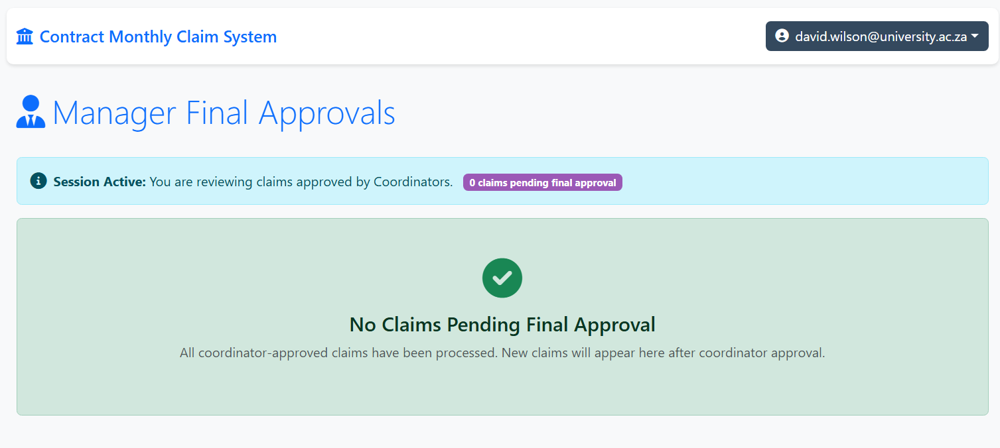 Contract Monthly Claim System
david.wilson@university.ac.za
Manager Final Approvals
Session Active: You are reviewing claims approved by Coordinators. 0 claims pending final approval
No Claims Pending Final Approval
All coordinator-approved claims have been processed. New claims will appear here after coordinator approval.